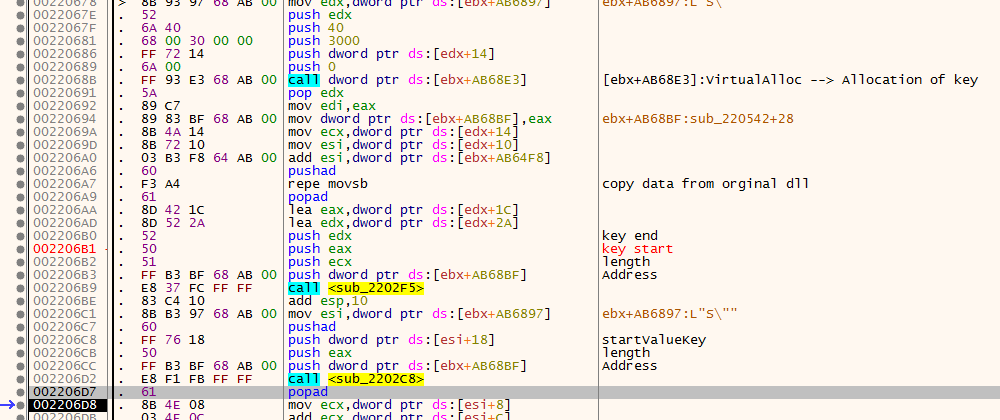 00220678 > 8B 93 97 68 AB 00 mov edx,dword ptr ds:[ebx+AB6897] ebx+AB6897:L"S\
0022067E . 52 push edx
0022067F . 6A 40 push 40
00220681 . 68 00 30 00 00 push 3000
00220686 . FF 72 14 push dword ptr ds:[edx+14]
00220689 . 6A 00 push 0
0022068B . FF 93 E3 68 AB 00 call dword ptr ds:[ebx+AB68E3] [ebx+AB68E3]:VirtualAlloc --> Allocation of key
00220691 . 5A pop edx
00220692 . 89 C7 mov edi,eax
00220694 . 89 83 BF 68 AB 00 mov dword ptr ds:[ebx+AB68BF],eax ebx+AB68BF:sub_220542+28
0022069A . 8B 4A 14 mov ecx,dword ptr ds:[edx+14]
0022069D . 8B 72 10 mov esi,dword ptr ds:[edx+10]
002206A0 . 03 B3 F8 64 AB 00 add esi,dword ptr ds:[ebx+AB64F8]
002206A6 . 60 pushad
002206A7 . F3 A4 repe movsb copy data from orginal dll
002206A9 . 61 popad
002206AA . 8D 42 1C lea eax,dword ptr ds:[edx+1C]
002206AD . 8D 52 2A lea edx,dword ptr ds:[edx+2A]
002206B0 . 52 push edx key end
002206B1 . 50 push eax key start
002206B2 . 51 push ecx length
002206B3 . FF B3 BF 68 AB 00 push dword ptr ds:[ebx+AB68BF] Address
002206B9 . E8 37 FC FF FF call <sub_2202F5>
002206BE . 83 C4 10 add esp,10
002206C1 . 8B B3 97 68 AB 00 mov esi,dword ptr ds:[ebx+AB6897] ebx+AB6897:L"S\""
002206C7 . 60 pushad
002206C8 . FF 76 18 push dword ptr ds:[esi+18] startValueKey
002206CB . 50 push eax length
002206CC . FF B3 BF 68 AB 00 push dword ptr ds:[ebx+AB68BF] Address
002206D2 . E8 F1 FB FF FF call <sub_2202C8>
002206D7 . 61 popad
002206D8 . 8B 4E 08 mov ecx,dword ptr ds:[esi+8]
002206DB . 03 4E 0C add ecx,dword ptr ds:[esi+C]